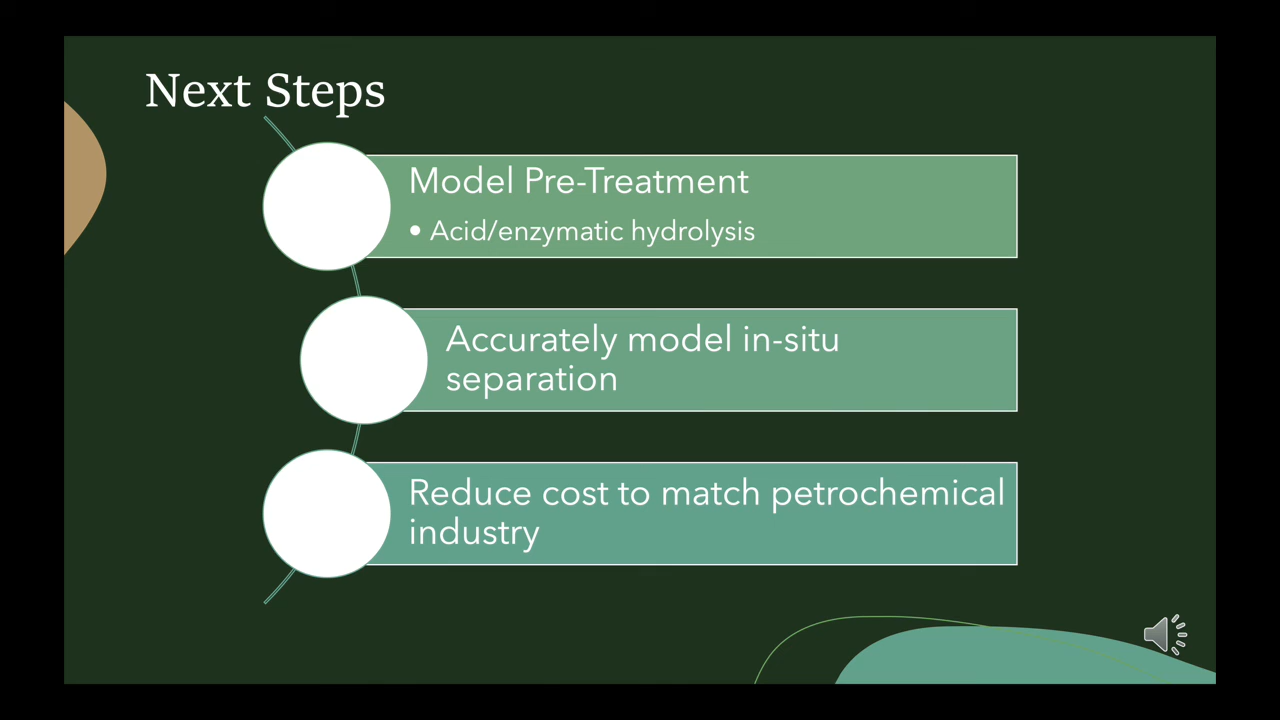 Next Steps
Model Pre-Treatment
• Acid/enzymatic hydrolysis
Accurately model in-situ
separation
Reduce cost to match petrochemical
industry